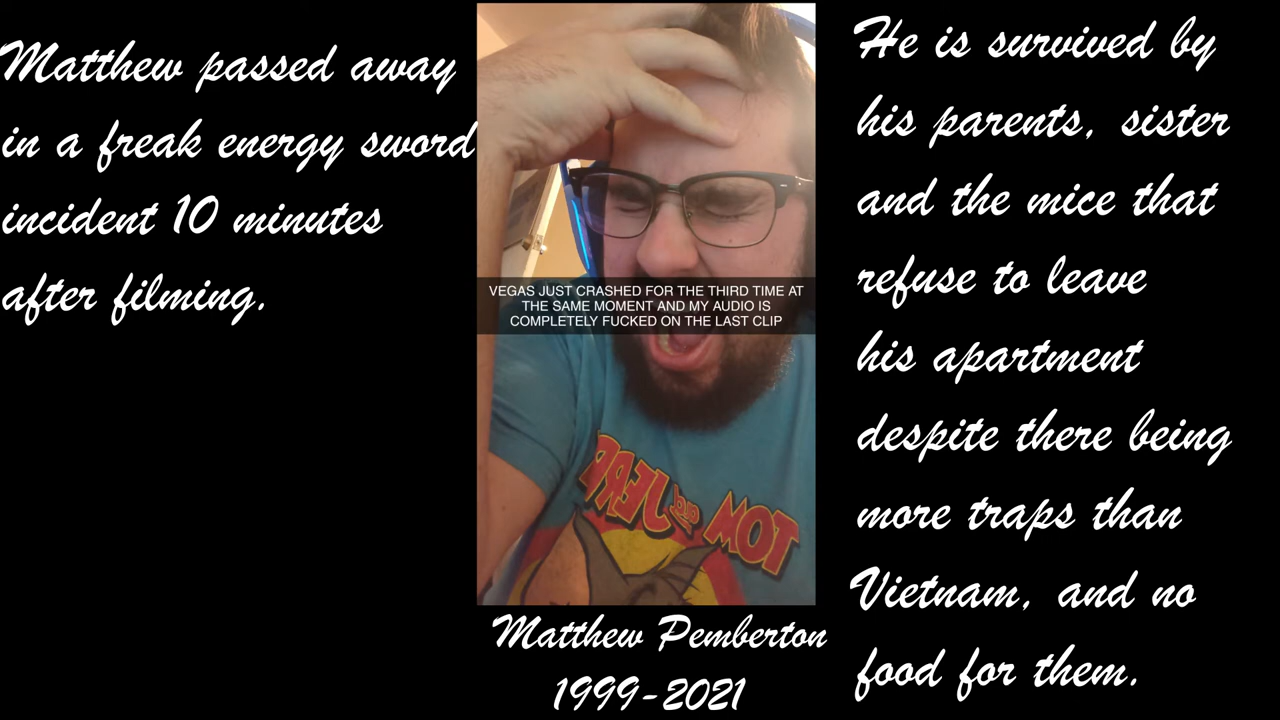 Matthew passed away
in a freak energy sword
incident 10 minutes
after filming.
VEGAS JUST CRASHED FOR THE THIRD TIME AT
THE SAME MOMENT AND MY AUDIO IS
COMPLETELY FUCKED ON THE LAST CLIP
TOM and JERRY
Matthew Pemberton
1999-2021
He is survived by
his parents, sister
and the mice that
refuse to leave
his apartment
despite there being
more traps than
Vietnam, and no
food for them.